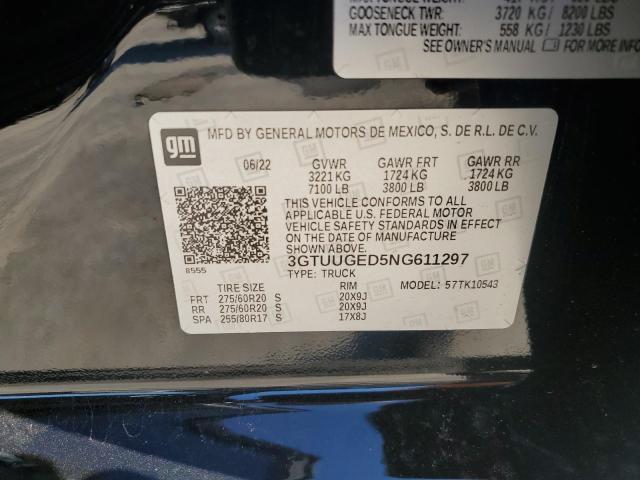 GOOSENECK TWR: 3720 KG/ 8200 LBS
MAX TONGUE WEIGHT: 558 KG/ 1230 LBS
SEE OWNER'S MANUAL FOR
gm
MFD BY GENERAL MOTORS DE MEXICO, S. DE R.L. DE C.V.
06/22 GVWR GAWR FRT GAWR RR
3221 KG 1724 KG 1724 KG
7100 LB 3800 LB 3800 LB
THIS VEHICLE CONFORMS TO ALL
APPLICABLE U.S. FEDERAL MOTOR
VEHICLE SAFETY STANDARDS IN EFFECT
ON THE DATE OF MANUFACTURE
SHOWN ABOVE.
8555
3GTUUGED5NG611297
TYPE: TRUCK MODEL: 57TK10543
TIRE SIZE RIM
FRT 275/60R20 S 20X9J
RR 275/60R20 S 20X9J
SPA 255/80R17 S 17X8J